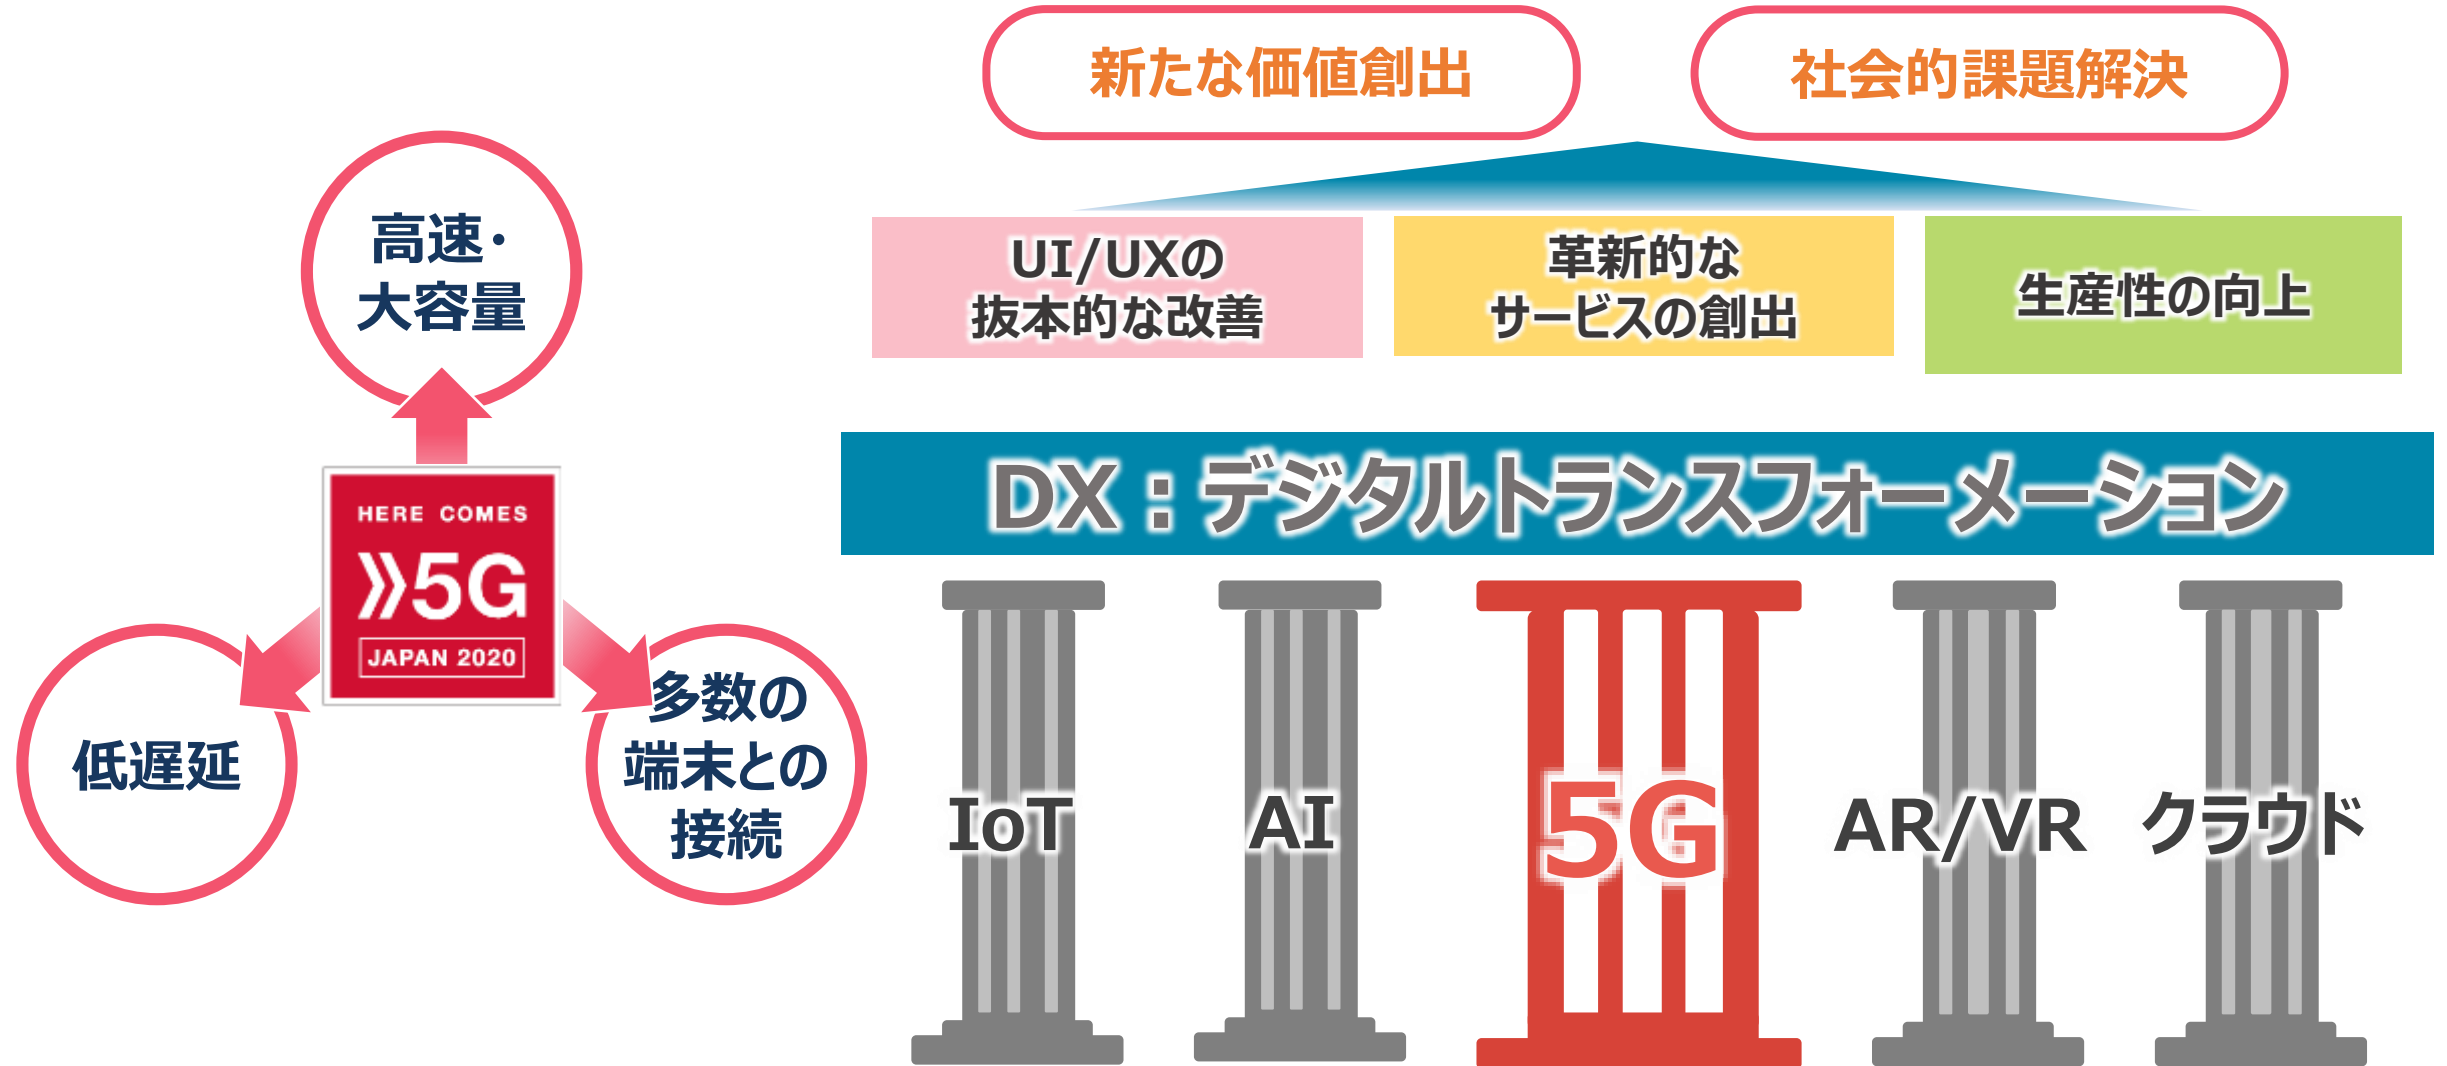 高速・
大容量
HERE COMES
5G
JAPAN 2020
低遅延
多数の
端末との
接続
新たな価値創出
社会的課題解決
UI/UXの
抜本的な改善
革新的な
サービスの創出
生産性の向上
DX：デジタルトランスフォーメーション
IoT
AI
5G
AR/VR
クラウド